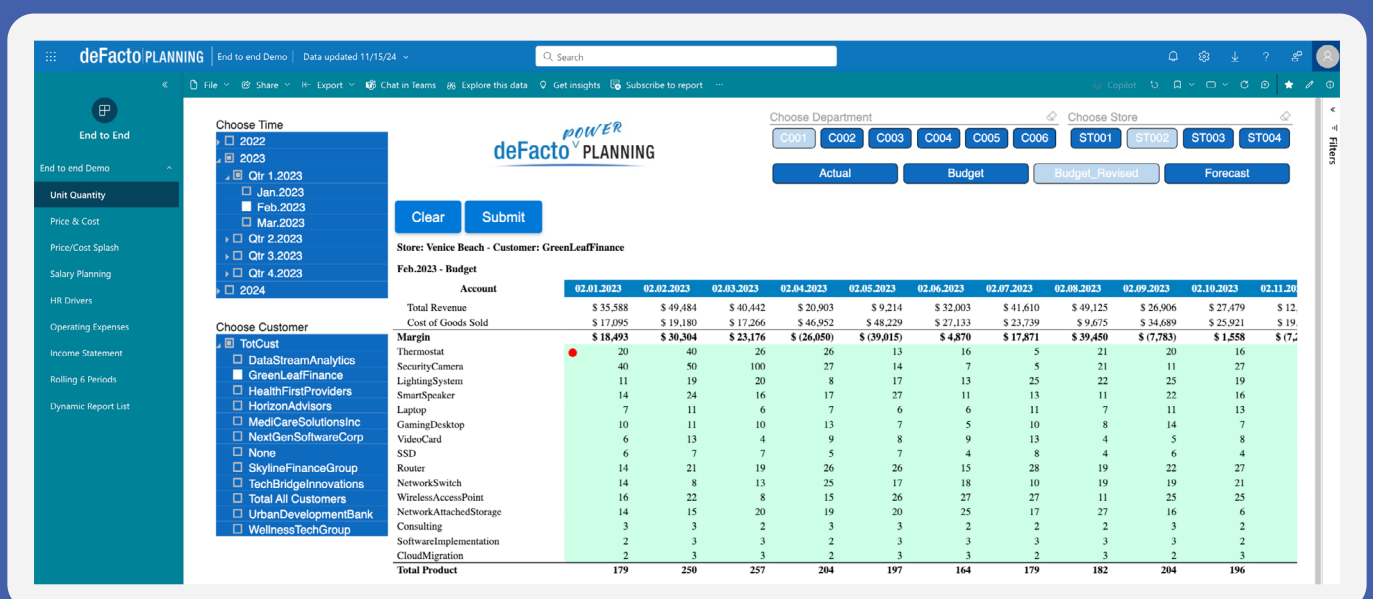 deFacto PLANNING End to end Demo Data updated 11/15/24 Search
File Share Export Chat in Teams Explore this data Get insights Subscribe to report ... Copilot
End to End
End to end Demo
Unit Quantity
Price & Cost
Price/Cost Splash
Salary Planning
HR Drivers
Operating Expenses
Income Statement
Rolling 6 Periods
Dynamic Report List
Choose Time
2022
2023
Qtr 1.2023
Jan.2023
Feb.2023
Mar.2023
Qtr 2.2023
Qtr 3.2023
Qtr 4.2023
2024
Choose Customer
TotCust
DataStreamAnalytics
GreenLeafFinance
HealthFirstProviders
HorizonAdvisors
MediCareSolutionsInc
NextGenSoftwareCorp
None
SkylineFinanceGroup
TechBridgeInnovations
Total All Customers
UrbanDevelopmentBank
WellnessTechGroup
POWER
deFacto PLANNING
Choose Department
C001 C002 C003 C004 C005 C006
Choose Store
ST001 ST002 ST003 ST004
Actual Budget Budget_Revised Forecast
Filters
Clear Submit
Store: Venice Beach - Customer: GreenLeafFinance
Feb.2023 - Budget
Account 02.01.2023 02.02.2023 02.03.2023 02.04.2023 02.05.2023 02.06.2023 02.07.2023 02.08.2023 02.09.2023 02.10.2023 02.11.20
Total Revenue $ 35,588 $ 49,484 $ 40,442 $ 20,903 $ 9,214 $ 32,003 $ 41,610 $ 49,125 $ 26,906 $ 27,479 $ 12.
Cost of Goods Sold $ 17,095 $ 19,180 $ 17,266 $ 46,952 $ 48,229 $ 27,133 $ 23,739 $ 9,675 $ 34,689 $ 25,921 $ 19.
Margin $ 18,493 $ 30,304 $ 23,176 $ (26,050) $ (39,015) $ 4,870 $ 17,871 $ 39,450 $ (7,783) $ 1,558 $ (7,2
Thermostat 20 40 26 26 13 16 5 21 20 16
SecurityCamera 40 50 100 27 14 7 5 21 11 27
LightingSystem 11 19 20 8 17 13 25 22 25 19
SmartSpeaker 14 24 16 17 27 11 13 11 22 16
Laptop 7 11 6 7 6 6 11 7 11 13
GamingDesktop 10 11 10 13 7 5 10 8 14 7
VideoCard 6 13 4 9 8 9 13 4 5 8
SSD 6 7 7 5 7 4 8 4 6 4
Router 14 21 19 26 26 15 28 19 22 27
NetworkSwitch 14 8 13 25 17 18 10 19 19 21
WirelessAccessPoint 16 22 8 15 26 27 27 11 25 25
NetworkAttachedStorage 14 15 20 19 20 25 17 27 16 6
Consulting 3 3 2 3 3 2 2 2 3 2
SoftwareImplementation 2 3 3 2 3 3 3 3 3 2
CloudMigration 2 3 3 2 3 3 2 3 2 3
Total Product 179 250 257 204 197 164 179 182 204 196